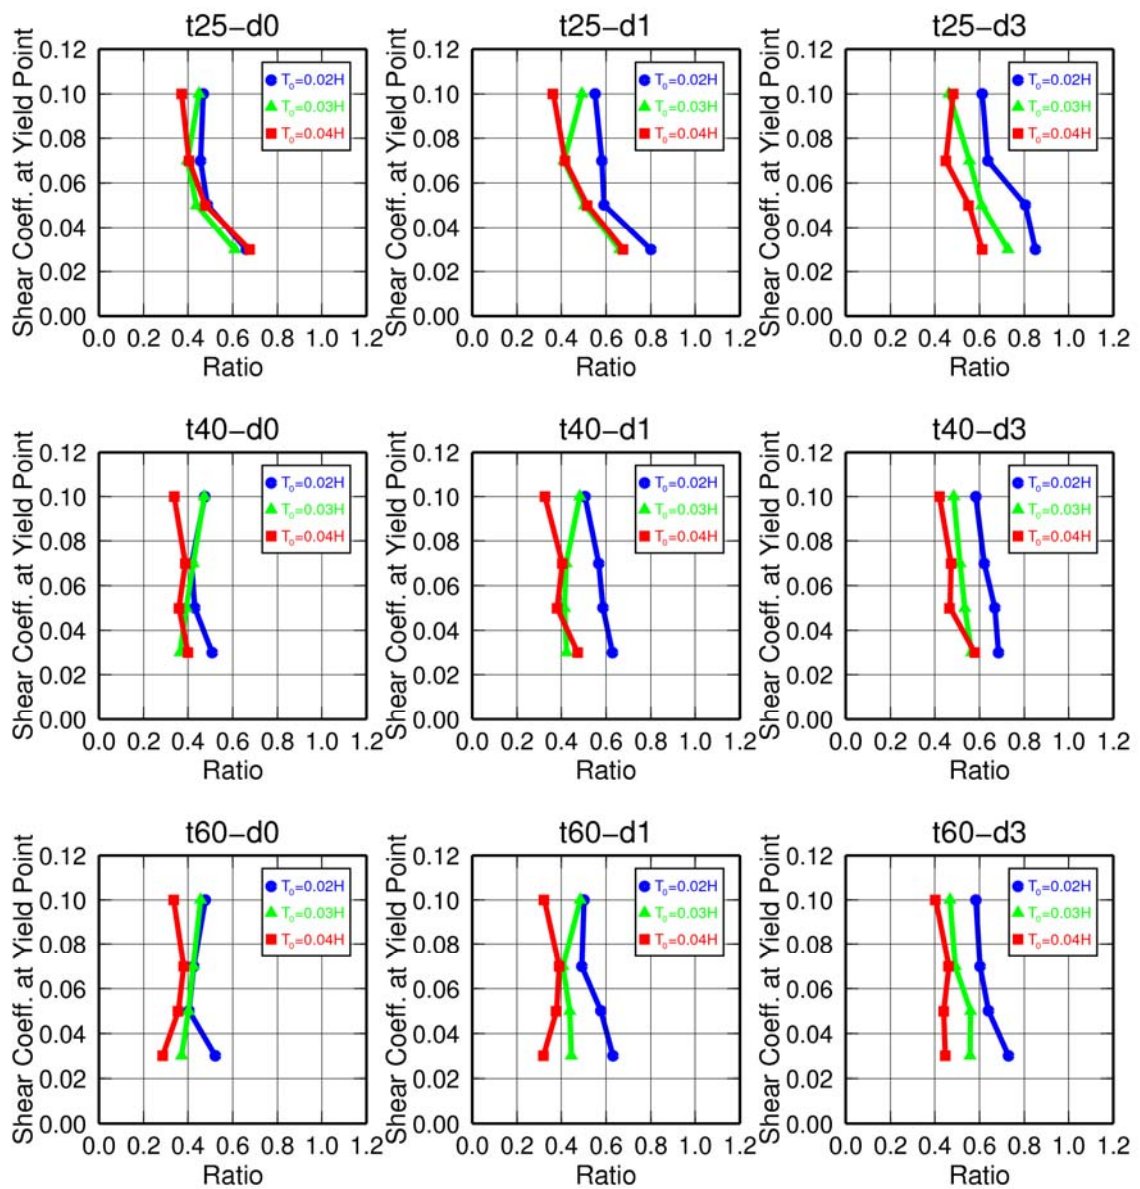 t25-d0
Shear Coeff. at Yield Point
0.12
0.10
0.08
0.06
0.04
0.02
0.00
T0=0.02H
T0=0.03H
T0=0.04H
0.0 0.2 0.4 0.6 0.8 1.0 1.2
Ratio
t25-d1
Shear Coeff. at Yield Point
0.12
0.10
0.08
0.06
0.04
0.02
0.00
T0=0.02H
T0=0.03H
T0=0.04H
0.0 0.2 0.4 0.6 0.8 1.0 1.2
Ratio
t25-d3
Shear Coeff. at Yield Point
0.12
0.10
0.08
0.06
0.04
0.02
0.00
T0=0.02H
T0=0.03H
T0=0.04H
0.0 0.2 0.4 0.6 0.8 1.0 1.2
Ratio
t40-d0
Shear Coeff. at Yield Point
0.12
0.10
0.08
0.06
0.04
0.02
0.00
T0=0.02H
T0=0.03H
T0=0.04H
0.0 0.2 0.4 0.6 0.8 1.0 1.2
Ratio
t40-d1
Shear Coeff. at Yield Point
0.12
0.10
0.08
0.06
0.04
0.02
0.00
T0=0.02H
T0=0.03H
T0=0.04H
0.0 0.2 0.4 0.6 0.8 1.0 1.2
Ratio
t40-d3
Shear Coeff. at Yield Point
0.12
0.10
0.08
0.06
0.04
0.02
0.00
T0=0.02H
T0=0.03H
T0=0.04H
0.0 0.2 0.4 0.6 0.8 1.0 1.2
Ratio
t60-d0
Shear Coeff. at Yield Point
0.12
0.10
0.08
0.06
0.04
0.02
0.00
T0=0.02H
T0=0.03H
T0=0.04H
0.0 0.2 0.4 0.6 0.8 1.0 1.2
Ratio
t60-d1
Shear Coeff. at Yield Point
0.12
0.10
0.08
0.06
0.04
0.02
0.00
T0=0.02H
T0=0.03H
T0=0.04H
0.0 0.2 0.4 0.6 0.8 1.0 1.2
Ratio
t60-d3
Shear Coeff. at Yield Point
0.12
0.10
0.08
0.06
0.04
0.02
0.00
T0=0.02H
T0=0.03H
T0=0.04H
0.0 0.2 0.4 0.6 0.8 1.0 1.2
Ratio